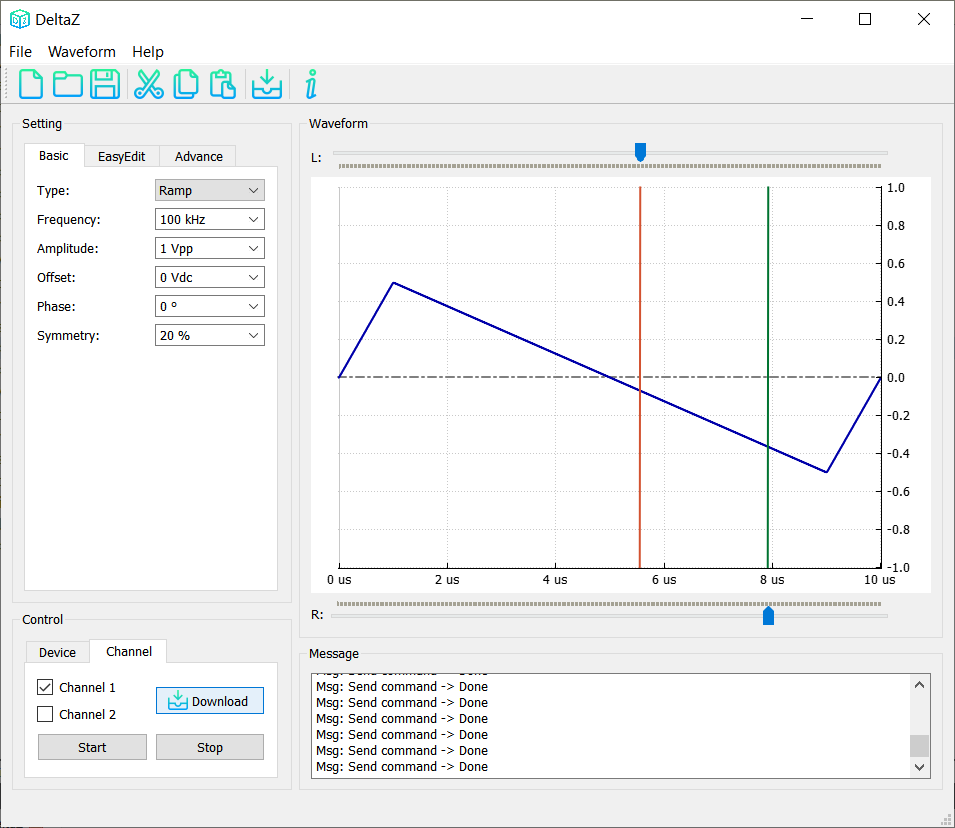 DeltaZ
File Waveform Help
Setting
Basic EasyEdit Advance
Type: Ramp
Frequency: 100 kHz
Amplitude: 1 Vpp
Offset: 0 Vdc
Phase: 0 º
Symmetry: 20 %
Waveform
L:
1.0
0.8
0.6
0.4
0.2
0.0
-0.2
-0.4
-0.6
-0.8
-1.0
0 us 2 us 4 us 6 us 8 us 10 us
R:
Control
Device Channel
Channel 1
Download
Channel 2
Start Stop
Message
Msg: Send command -> Done
Msg: Send command -> Done
Msg: Send command -> Done
Msg: Send command -> Done
Msg: Send command -> Done
Msg: Send command -> Done